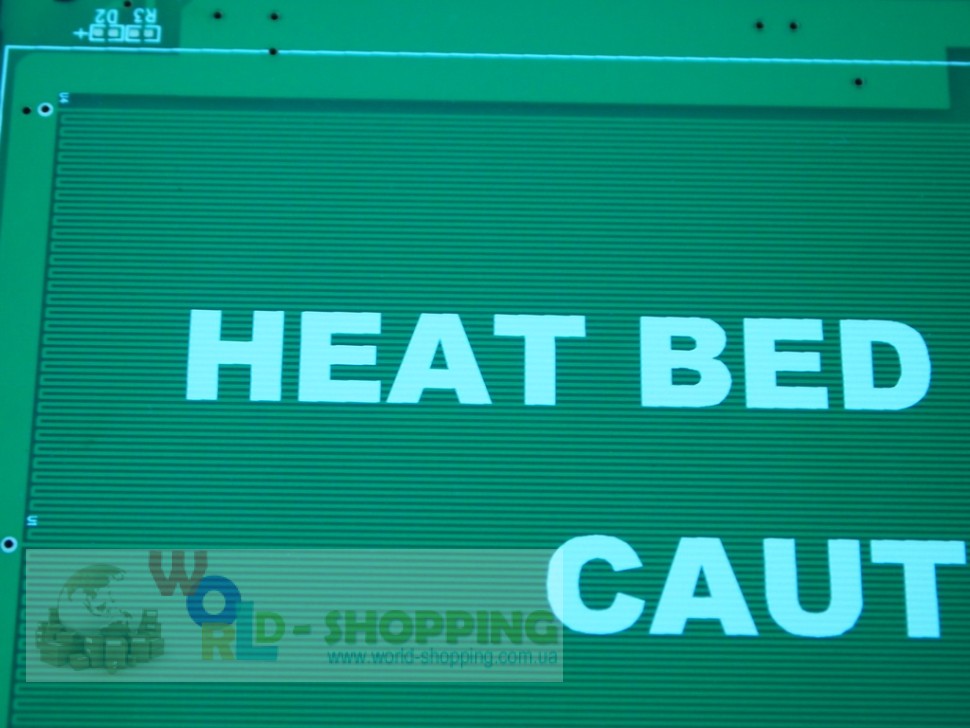 R3 D2
+
HEAT BED
CAUT
WORLD - SHOPPING
www.world-shopping.com.ua